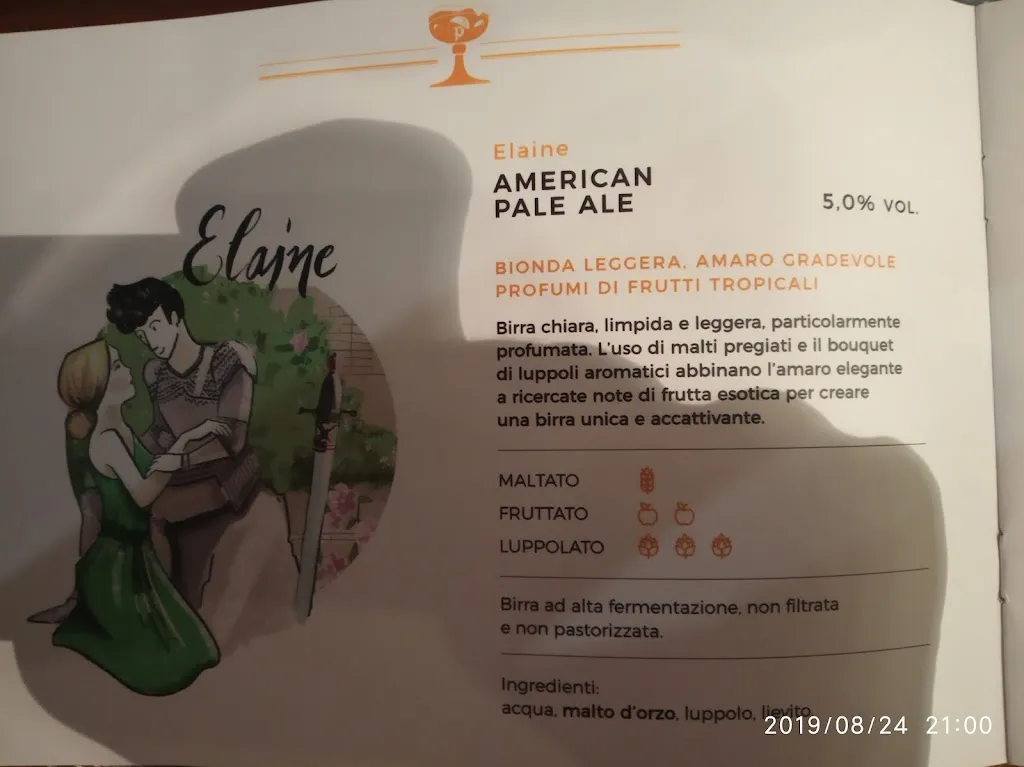 p
Elaine
Elaine
AMERICAN
PALE ALE
5,0% VOL.
BIONDA LEGGERA, AMARO GRADEVOLE
PROFUMI DI FRUTTI TROPICALI
Birra chiara, limpida e leggera, particolarmente
profumata. L'uso di malti pregiati e il bouquet
di luppoli aromatici abbinano l'amaro elegante
a ricercate note di frutta esotica per creare
una birra unica e accattivante.
MALTATO
FRUTTATO
LUPPOLATO
Birra ad alta fermentazione, non filtrata
e non pastorizzata.
Ingredienti:
acqua, malto d'orzo, luppolo, lievito.
2019/08/24 21:00